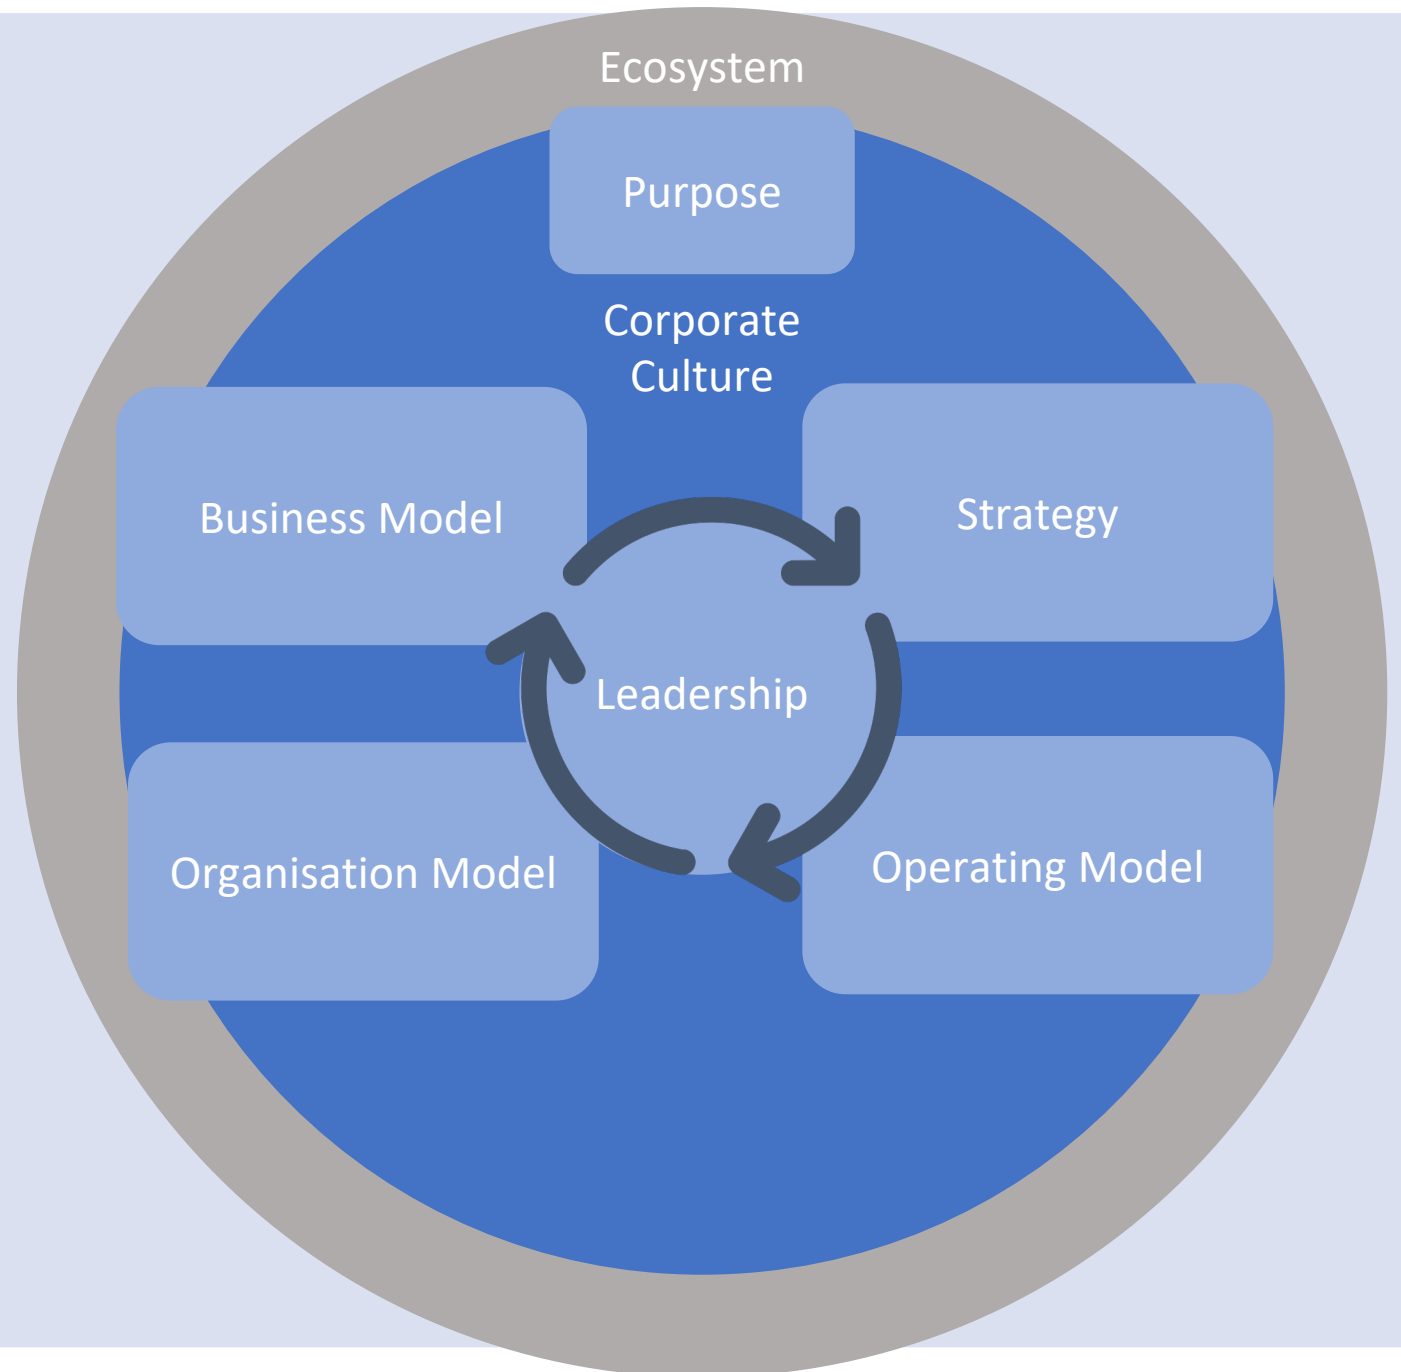 Ecosystem
Purpose
Corporate
Culture
Business Model
Strategy
Leadership
Organisation Model
Operating Model